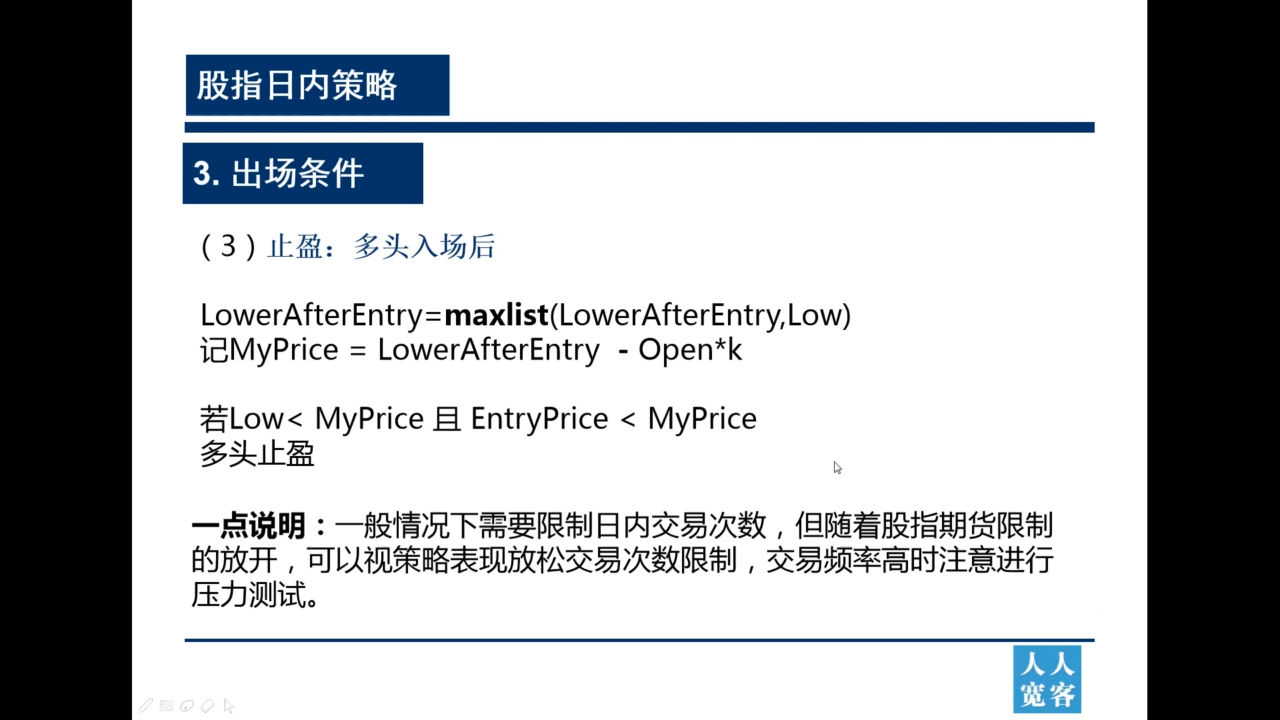 股指日内策略
3. 出场条件
（3）止盈：多头入场后
LowerAfterEntry=maxlist(LowerAfterEntry,Low)
记MyPrice = LowerAfterEntry - Open*k
若Low< MyPrice 且 EntryPrice < MyPrice
多头止盈
一点说明：一般情况下需要限制日内交易次数，但随着股指期货限制
的放开，可以视策略表现放松交易次数限制，交易频率高时注意进行
压力测试。
人人
宽客